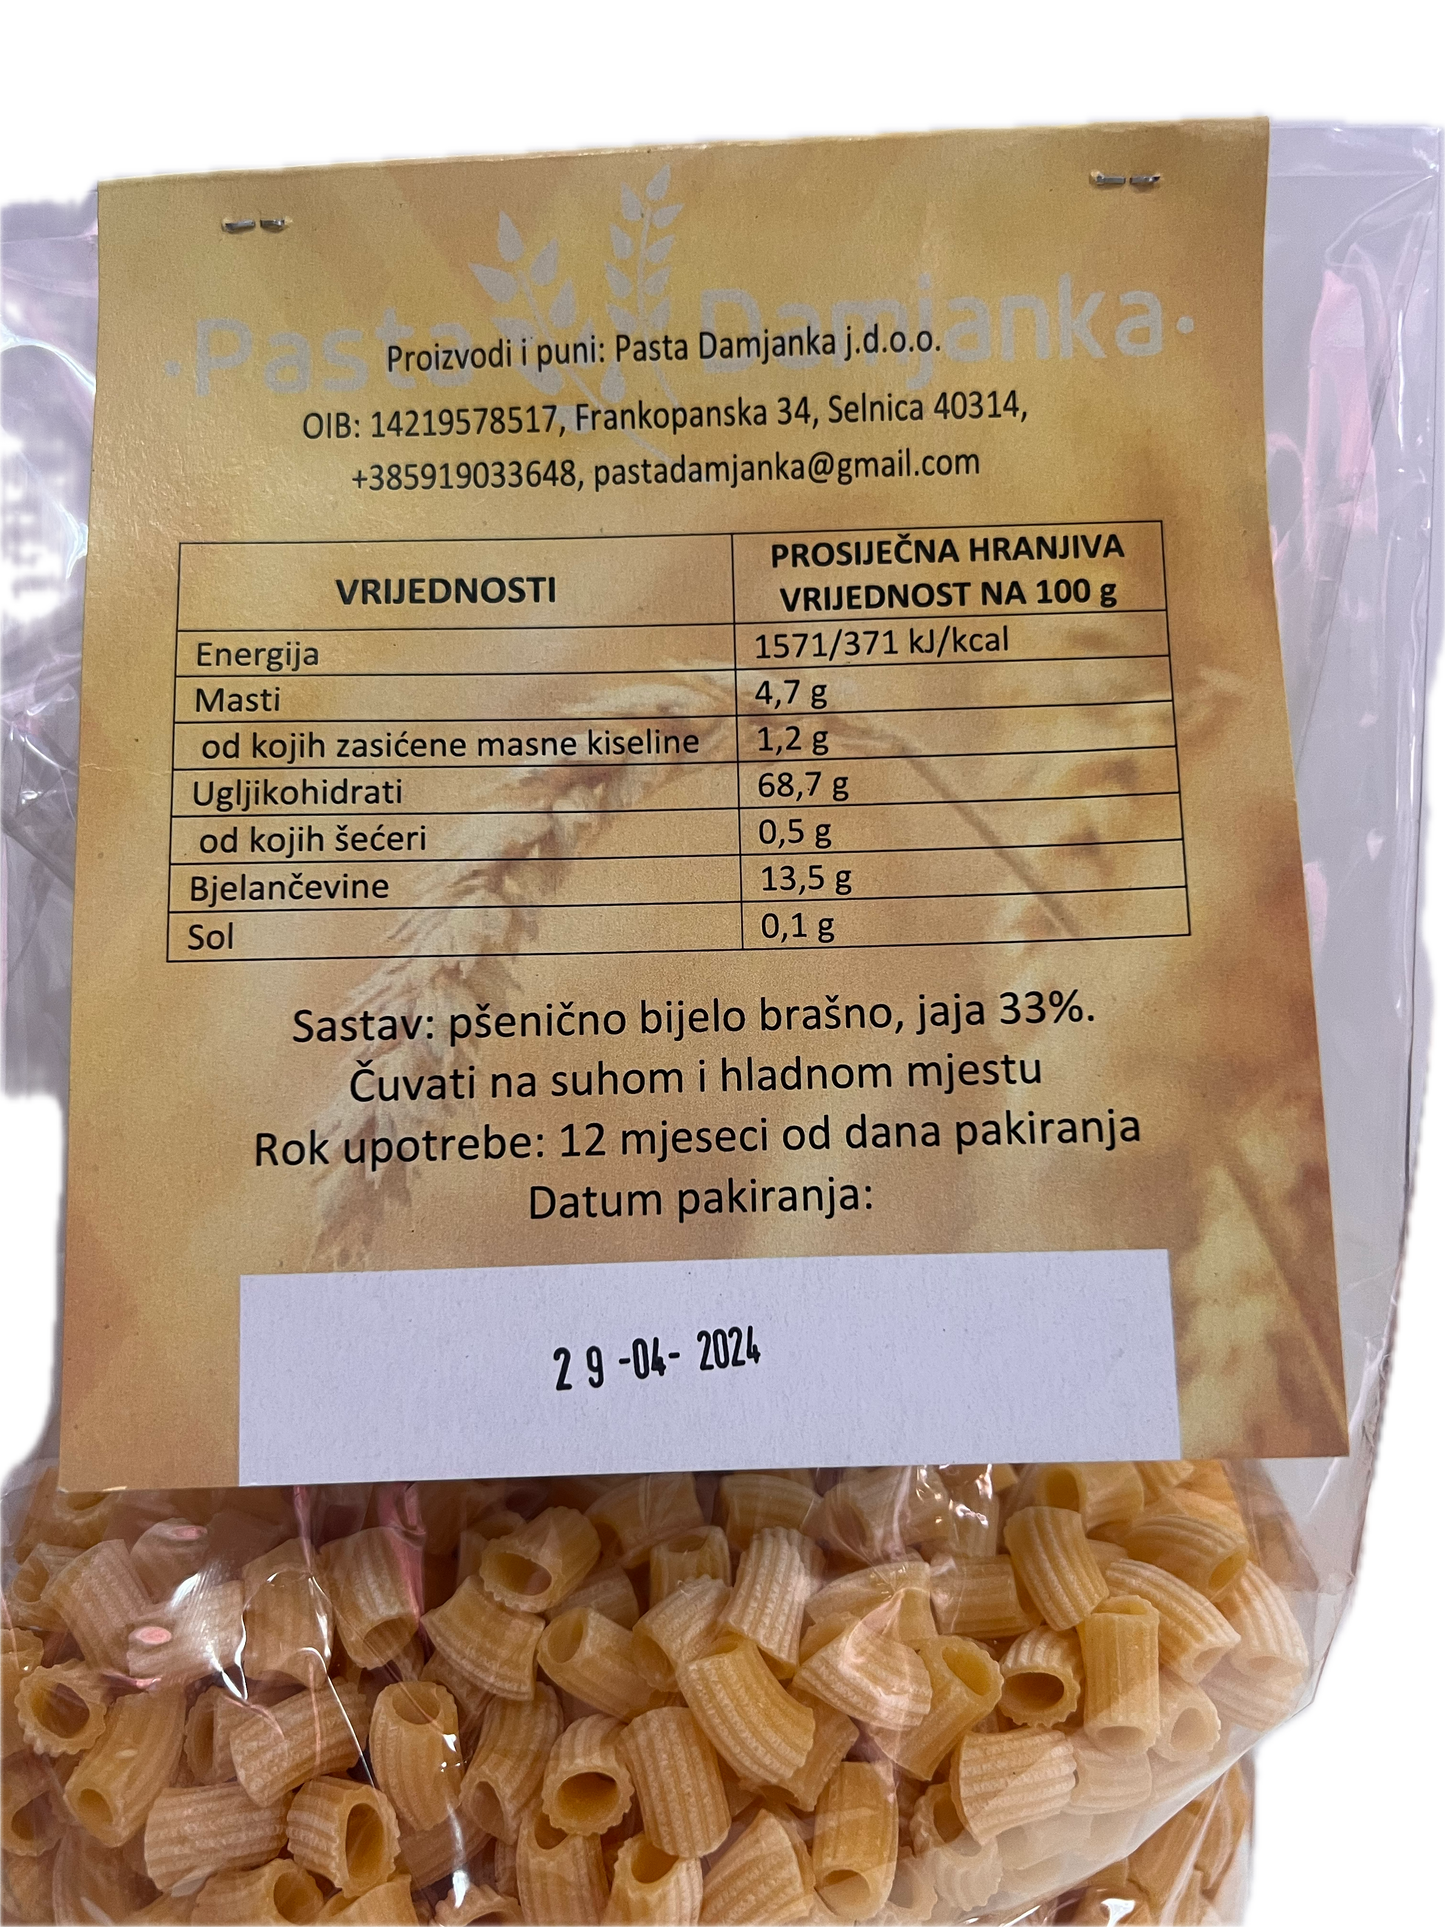 ·Pasta Damjanka·
Proizvodi i puni: Pasta Damjanka j.d.o.o.
OIB: 14219578517, Frankopanska 34, Selnica 40314,
+385919033648, pastadamjanka@gmail.com
VRIJEDNOSTI PROSIJEČNA HRANJIVA VRIJEDNOST NA 100 g
Energija 1571/371 kJ/kcal
Masti 4,7 g
od kojih zasićene masne kiseline 1,2 g
Ugljikohidrati 68,7 g
od kojih šećeri 0,5 g
Bjelančevine 13,5 g
Sol 0,1 g
Sastav: pšenično bijelo brašno, jaja 33%.
Čuvati na suhom i hladnom mjestu
Rok upotrebe: 12 mjeseci od dana pakiranja
Datum pakiranja:
29-04-2024